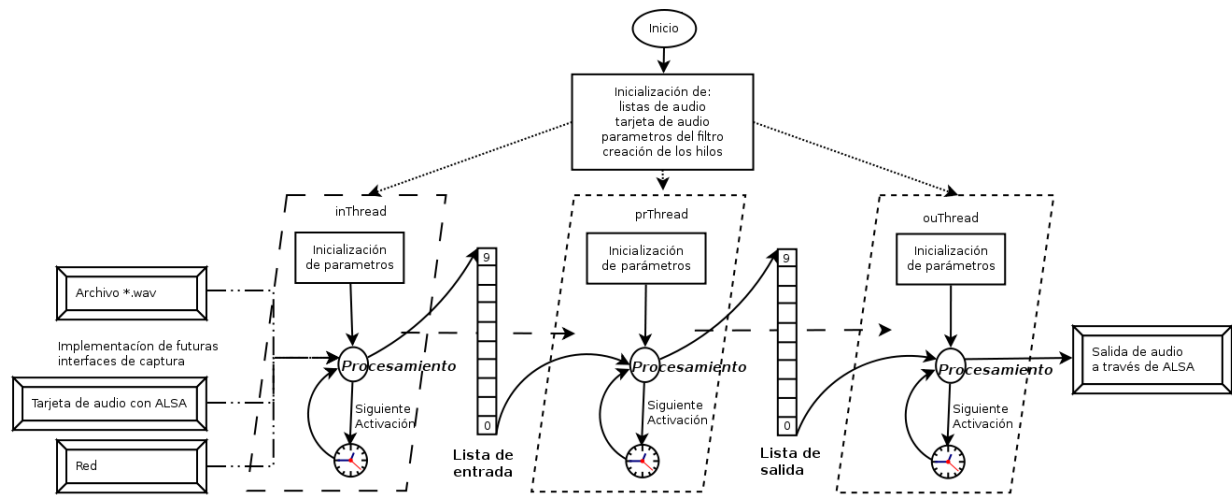 Inicio
Inicialización de:
listas de audio
tarjeta de audio
parametros del filtro
creación de los hilos
inThread
Inicialización
de parametros
Procesamiento
Siguiente
Activación
Archivo *.wav
Implementacíon de futuras
interfaces de captura
Tarjeta de audio con ALSA
Red
9
0
Lista de
entrada
prThread
Inicialización
de parámetros
Procesamiento
Siguiente
Activación
9
0
Lista de
salida
ouThread
Inicialización
de parámetros
Procesamiento
Siguiente
Activación
Salida de audio
a través de ALSA